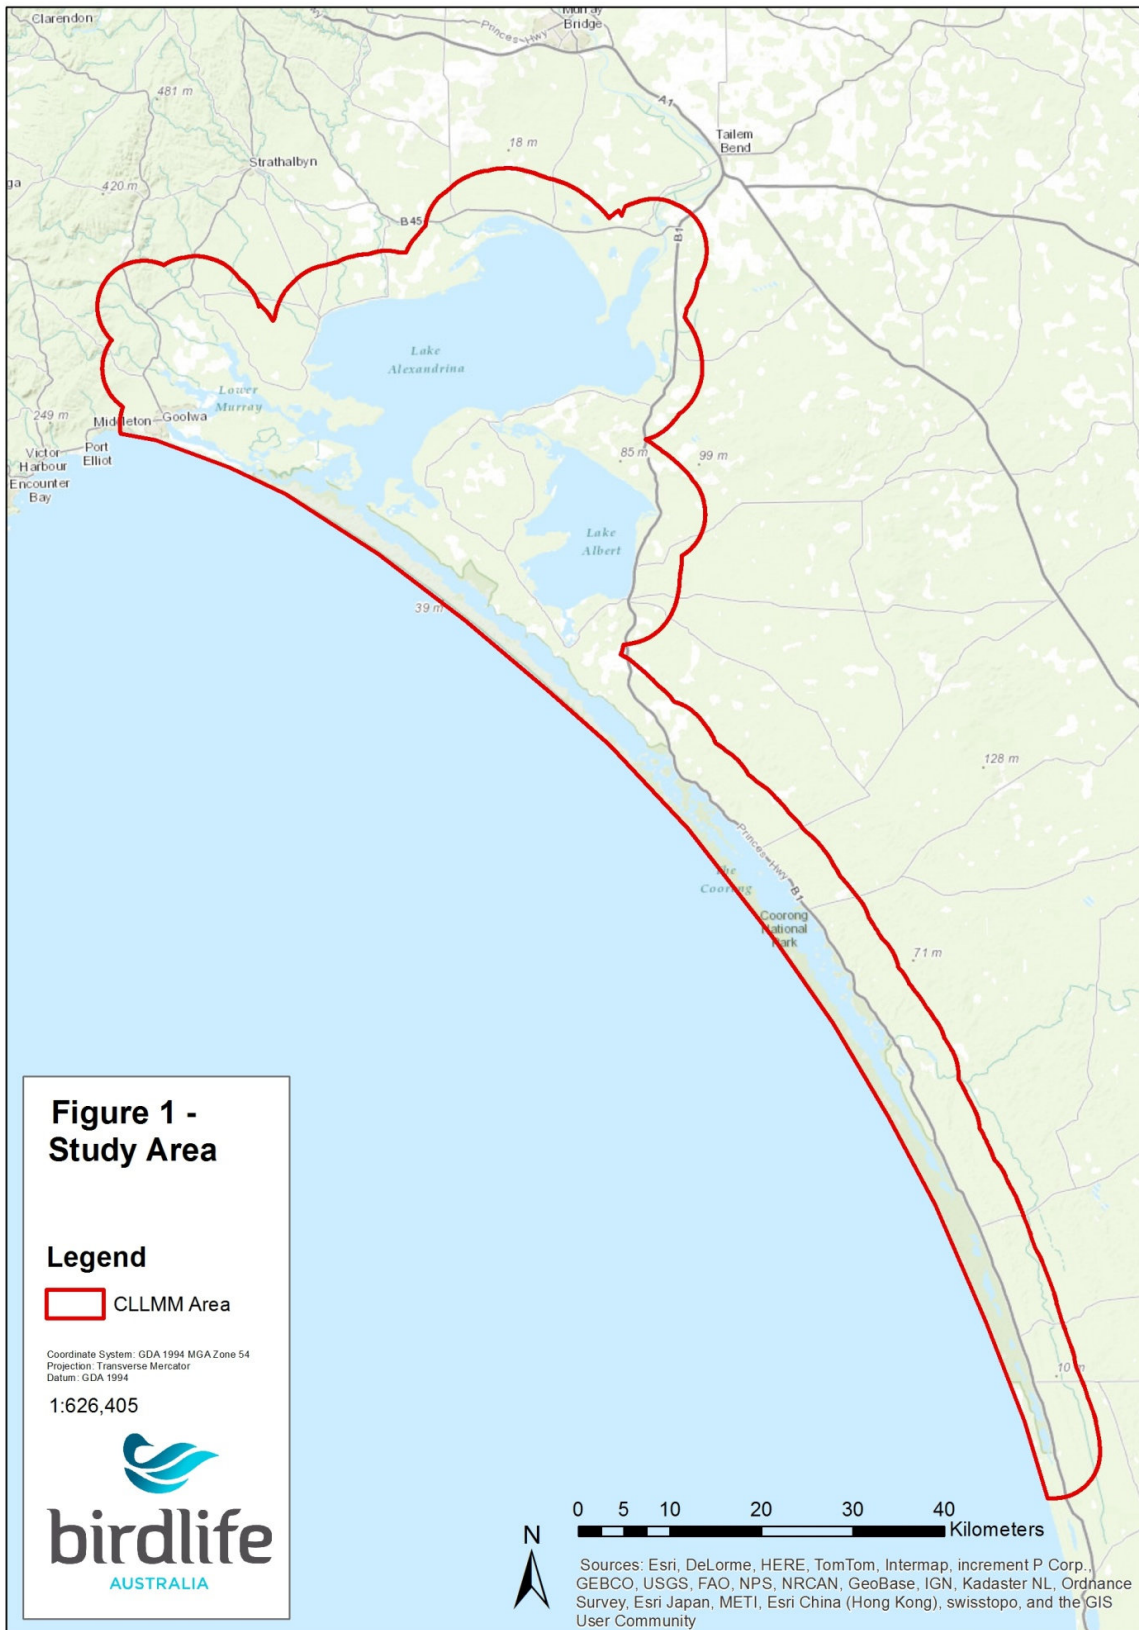 Clarendon
Princes Hwy
Murray
Bridge
481 m
A1
18 m
Tailem
Bend
Strathalbyn
ga
420 m
B45
B1
Lake
Alexandrina
Lower
Murray
249 m
Middleton
Goolwa
Victor
Harbour
Port
Elliot
Encounter
Bay
85 m
99 m
Lake
Albert
39 m
128 m
Princes Hwy
B1
The
Coorong
Coorong
National
Park
71 m
10 m
Figure 1 -
Study Area
Legend
CLLMM Area
Coordinate System: GDA 1994 MGA Zone 54
Projection: Transverse Mercator
Datum: GDA 1994
1:626,405
birdlife
AUSTRALIA
N
0 5 10 20 30 40
Kilometers
Sources: Esri, DeLorme, HERE, TomTom, Intermap, increment P Corp.,
GEBCO, USGS, FAO, NPS, NRCAN, GeoBase, IGN, Kadaster NL, Ordnance
Survey, Esri Japan, METI, Esri China (Hong Kong), swisstopo, and the GIS
User Community